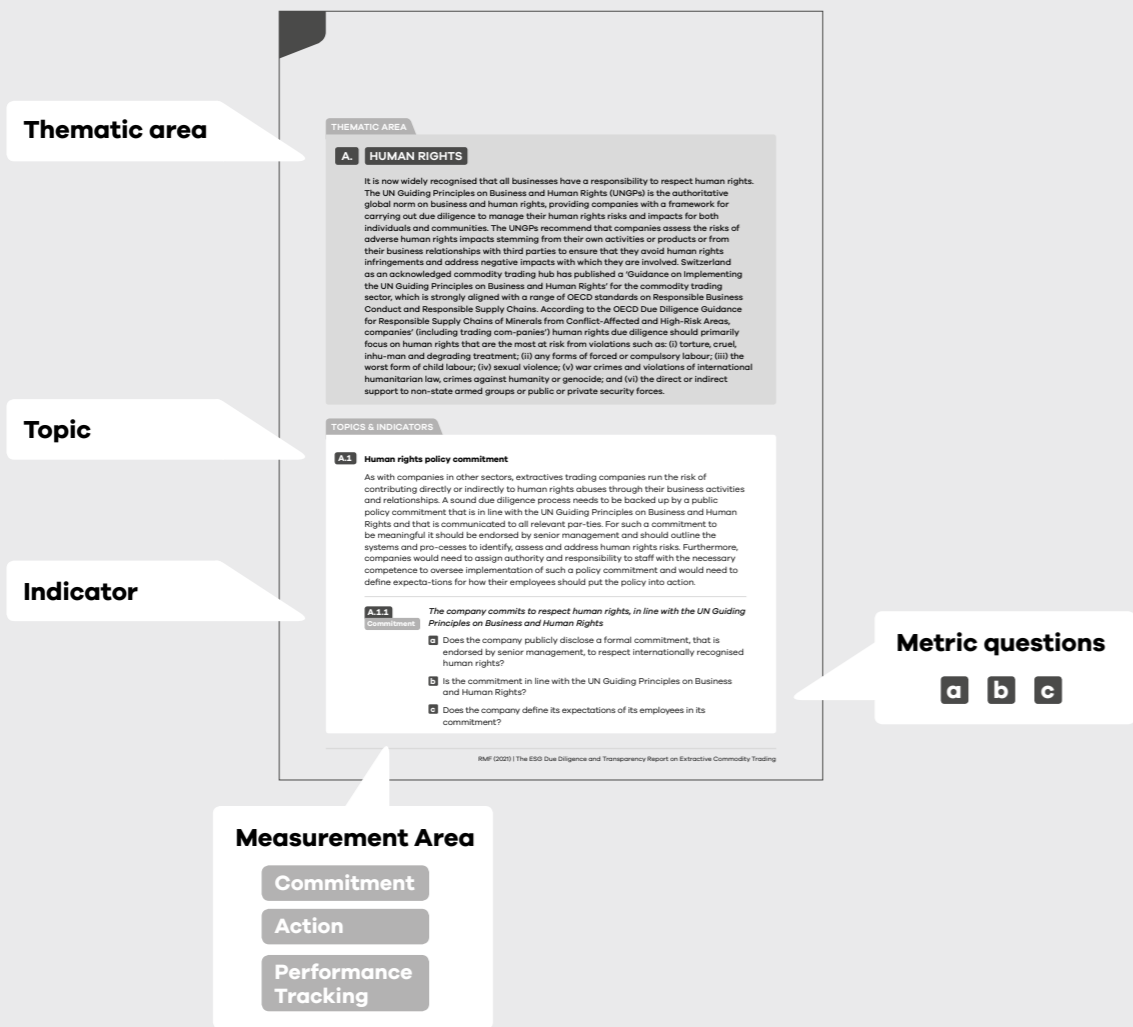 Thematic area
THEMATIC AREA
A. HUMAN RIGHTS
It is now widely recognised that all businesses have a responsibility to respect human rights.
The UN Guiding Principles on Business and Human Rights (UNGPs) is the authoritative
global norm on business and human rights, providing companies with a framework for
carrying out due diligence to manage their human rights risks and impacts for both
individuals and communities. The UNGPs recommend that companies assess the risks of
adverse human rights impacts stemming from their own activities or products or from
their business relationships with third parties to ensure that they avoid human rights
infringements and address negative impacts with which they are involved. Switzerland
as an acknowledged commodity trading hub has published a ‘Guidance on Implementing
the UN Guiding Principles on Business and Human Rights’ for the commodity trading
sector, which is strongly aligned with a range of OECD standards on Responsible Business
Conduct and Responsible Supply Chains. According to the OECD Due Diligence Guidance
for Responsible Supply Chains of Minerals from Conflict-Affected and High-Risk Areas,
companies’ (including trading com-panies’) human rights due diligence should primarily
focus on human rights that are the most at risk from violations such as: (i) torture, cruel,
inhu-man and degrading treatment; (ii) any forms of forced or compulsory labour; (iii) the
worst form of child labour; (iv) sexual violence; (v) war crimes and violations of international
humanitarian law, crimes against humanity or genocide; and (vi) the direct or indirect
support to non-state armed groups or public or private security forces.
Topic
TOPICS & INDICATORS
A.1 Human rights policy commitment
As with companies in other sectors, extractives trading companies run the risk of
contributing directly or indirectly to human rights abuses through their business activities
and relationships. A sound due diligence process needs to be backed up by a public
policy commitment that is in line with the UN Guiding Principles on Business and Human
Rights and that is communicated to all relevant par-ties. For such a commitment to
be meaningful it should be endorsed by senior management and should outline the
systems and pro-cesses to identify, assess and address human rights risks. Furthermore,
companies would need to assign authority and responsibility to staff with the necessary
competence to oversee implementation of such a policy commitment and would need to
define expecta-tions for how their employees should put the policy into action.
Indicator
A.1.1 The company commits to respect human rights, in line with the UN Guiding
Commitment Principles on Business and Human Rights
a Does the company publicly disclose a formal commitment, that is
endorsed by senior management, to respect internationally recognised
human rights?
b Is the commitment in line with the UN Guiding Principles on Business
and Human Rights?
c Does the company define its expectations of its employees in its
commitment?
Metric questions
a b c
RMF (2021) | The ESG Due Diligence and Transparency Report on Extractive Commodity Trading
Measurement Area
Commitment
Action
Performance
Tracking